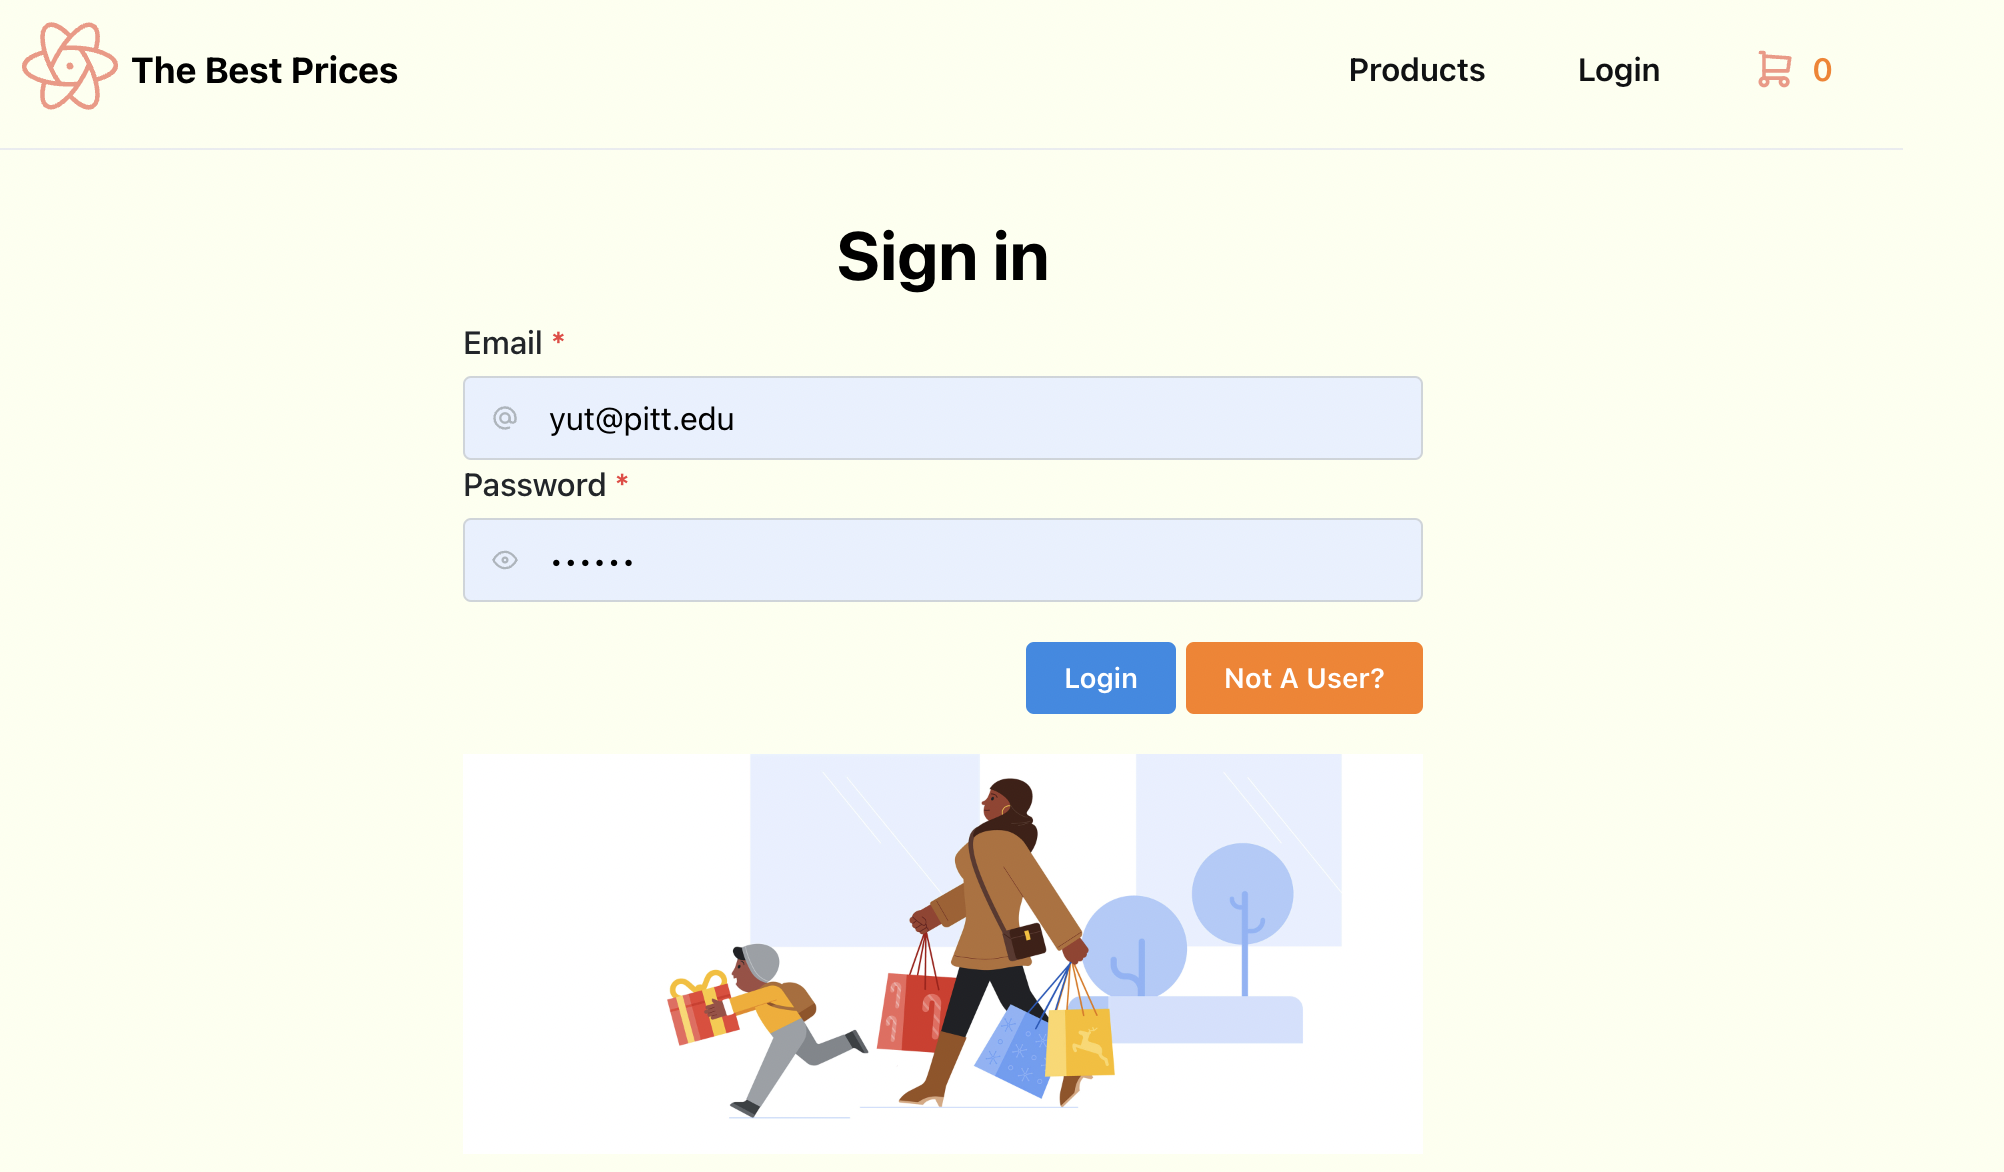 The Best Prices
Products
Login
0
Sign in
Email *
@ yut@pitt.edu
Password *
••••••
Login
Not A User?